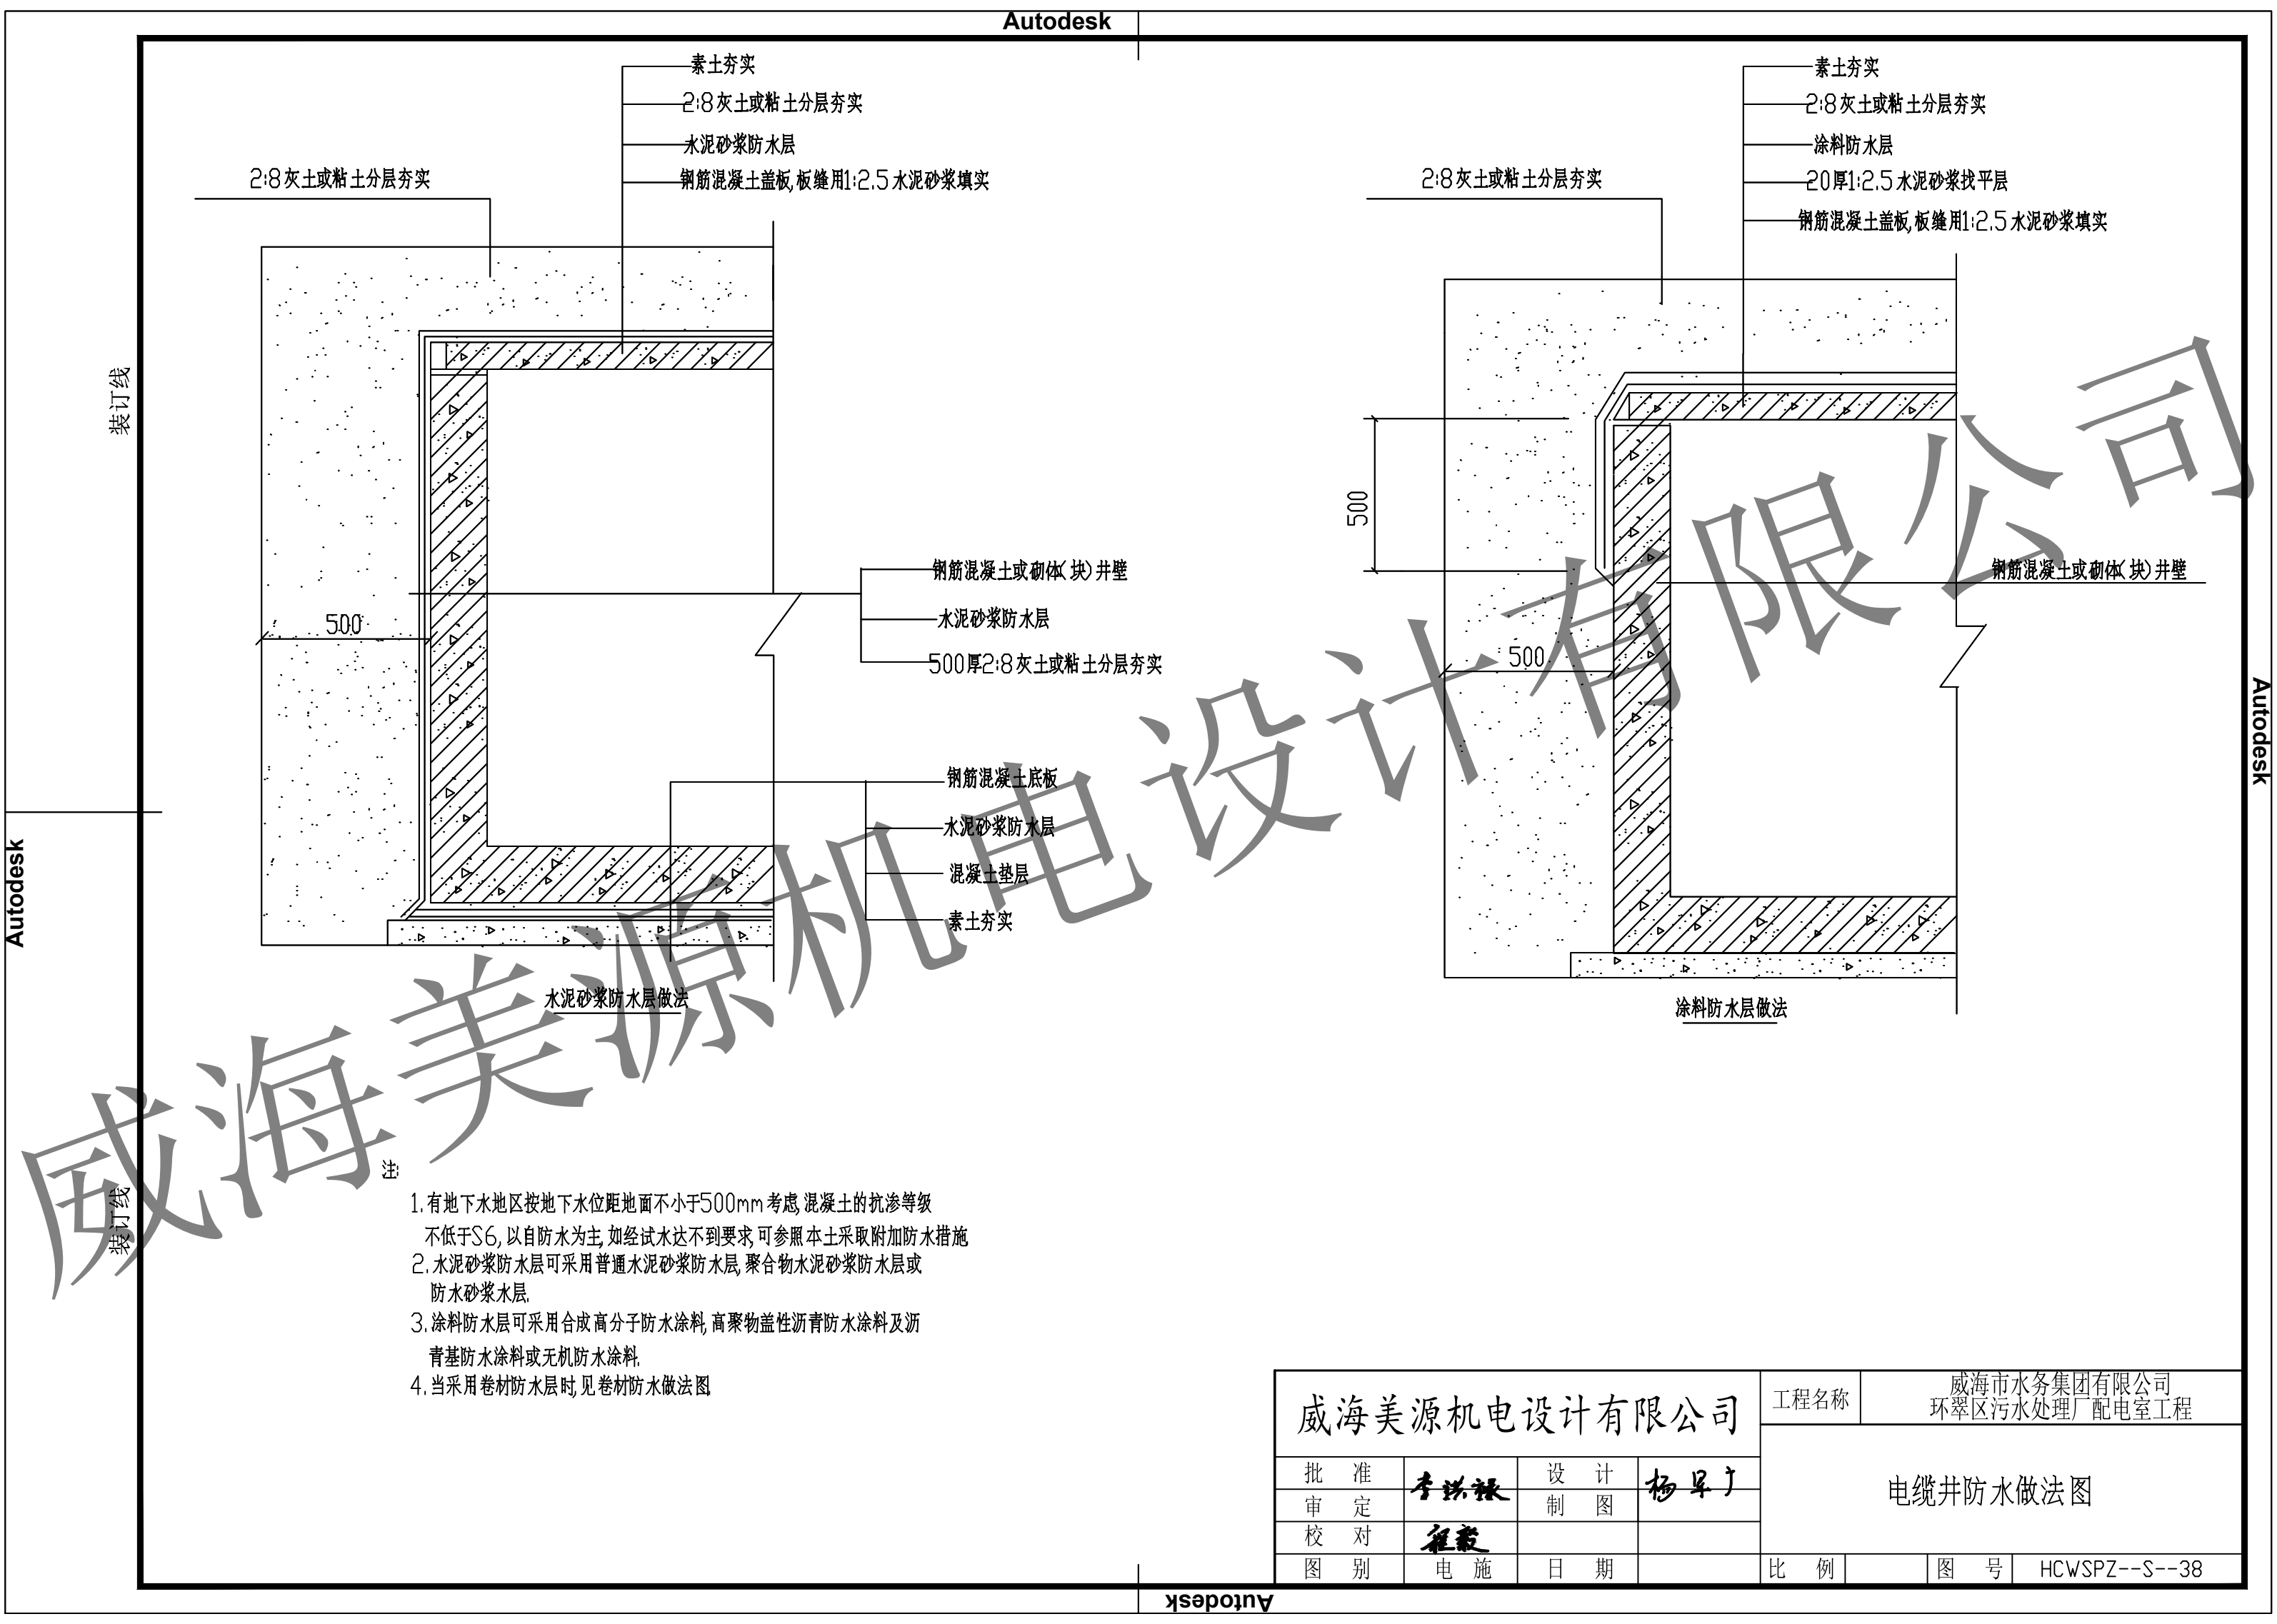 Autodesk
素土夯实
2:8灰土或粘土分层夯实
水泥砂浆防水层
钢筋混凝土盖板,板缝用1:2.5水泥砂浆填实
2:8灰土或粘土分层夯实
500
钢筋混凝土或砌体(块)井壁
水泥砂浆防水层
500厚2:8灰土或粘土分层夯实
钢筋混凝土底板
水泥砂浆防水层
混凝土垫层
素土夯实
水泥砂浆防水层做法
素土夯实
2:8灰土或粘土分层夯实
涂料防水层
20厚1:2.5水泥砂浆找平层
钢筋混凝土盖板,板缝用1:2.5水泥砂浆填实
2:8灰土或粘土分层夯实
500
500
钢筋混凝土或砌体(块)井壁
涂料防水层做法
装订线
装订线
Autodesk
Autodesk
威海美源机电设计有限公司
注:
1.有地下水地区按地下水位距地面不小于500mm考虑,混凝土的抗渗等级
不低于S6,以自防水为主,如经试水达不到要求,可参照本土采取附加防水措施.
2.水泥砂浆防水层可采用普通水泥砂浆防水层,聚合物水泥砂浆防水层或
防水砂浆水层.
3.涂料防水层可采用合成高分子防水涂料,高聚物盖性沥青防水涂料及沥
青基防水涂料或无机防水涂料.
4.当采用卷材防水层时,见卷材防水做法图.
威海美源机电设计有限公司
工程名称
威海市水务集团有限公司
环翠区污水处理厂配电室工程
批 准
设 计
审 定
制 图
校 对
电缆井防水做法图
图 别
电 施
日 期
比 例
图 号
HCWSPZ--S--38
Autodesk